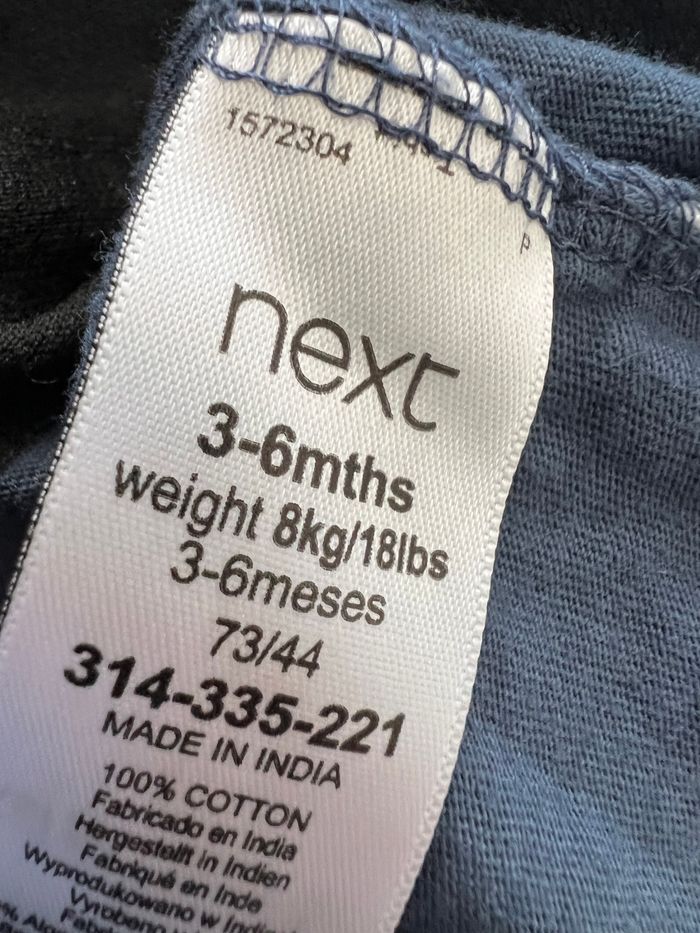 1572304
P
next
3-6mths
weight 8kg/18lbs
3-6meses
73/44
314-335-221
MADE IN INDIA
100% COTTON
Fabricado en India
Hergestellt in Indien
Fabriqué en Inde
Wyprodukowano w Indiach
Vyrobeno